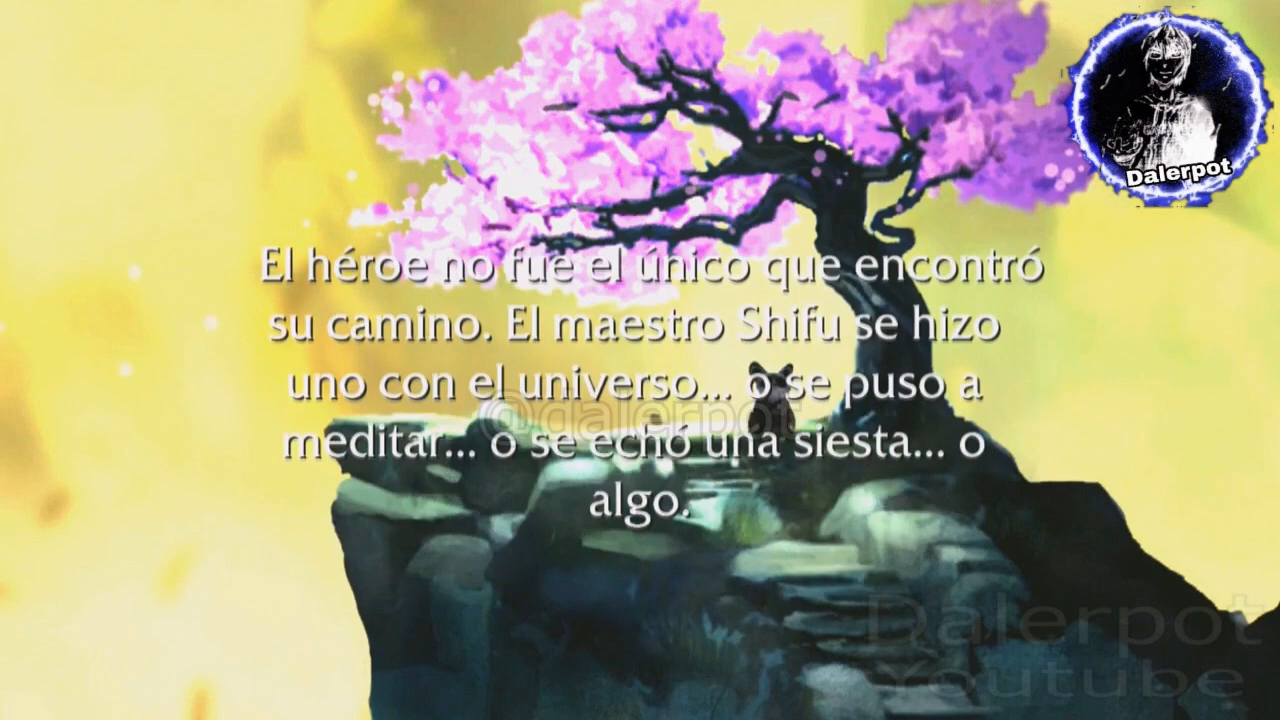 Dalerpot
El héroe no fue el único que encontró
su camino. El maestro Shifu se hizo
uno con el universo... o se puso a
meditar... o se echó una siesta... o
algo.
@dalerpot
Dalerpot
Youtube